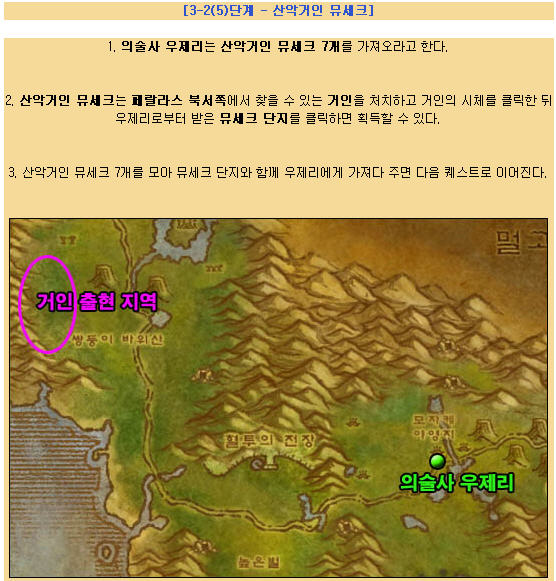 [3-2(5)단계 - 산악거인 뮤세크]
1. 의술사 우제리는 산악거인 뮤세크 7개를 가져오라고 한다.
2. 산악거인 뮤세크는 페랄라스 북서쪽에서 찾을 수 있는 거인을 처치하고 거인의 시체를 클릭한 뒤
우제리로부터 받은 뮤세크 단지를 클릭하면 획득할 수 있다.
3. 산악거인 뮤세크 7개를 모아 뮤세크 단지와 함께 우제리에게 가져다 주면 다음 퀘스트로 이어진다.
멀고
거인 출현 지역
쌍둥이 바위산
모자케
야영지
혈투의 전장
의술사 우제리
높은벌